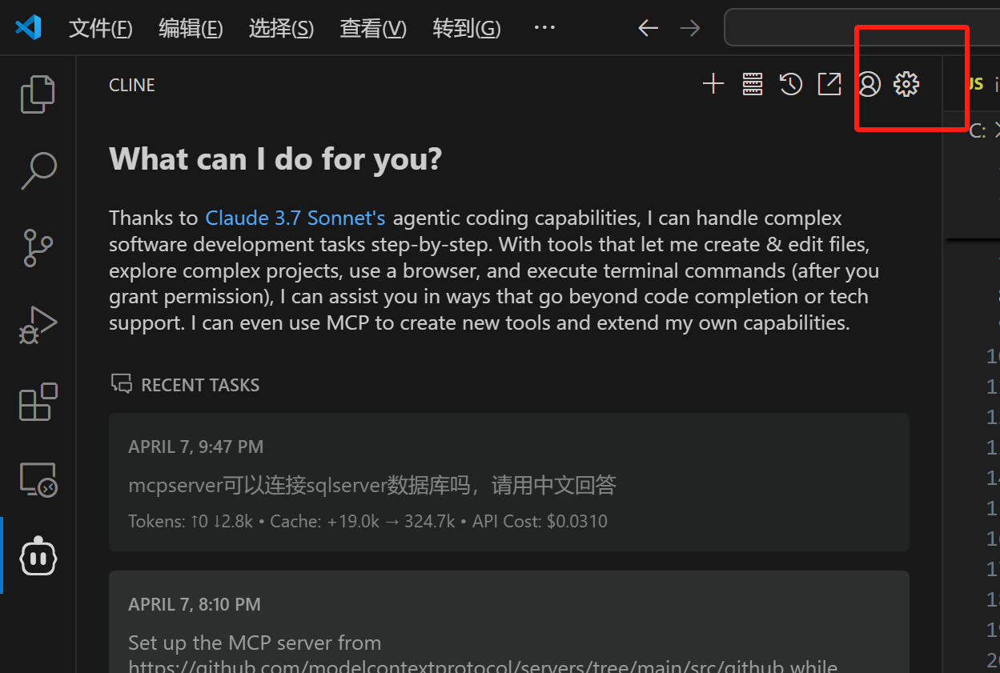 文件(F) 编辑(E) 选择(S) 查看(V) 转到(G) ···
CLINE
JS
C:
What can I do for you?
Thanks to Claude 3.7 Sonnet's agentic coding capabilities, I can handle complex
software development tasks step-by-step. With tools that let me create & edit files,
explore complex projects, use a browser, and execute terminal commands (after you
grant permission), I can assist you in ways that go beyond code completion or tech
support. I can even use MCP to create new tools and extend my own capabilities.
RECENT TASKS
APRIL 7, 9:47 PM
mcpserver可以连接sqlserver数据库吗，请用中文回答
Tokens: ↑0 ↓2.8k • Cache: +19.0k → 324.7k • API Cost: $0.0310
APRIL 7, 8:10 PM
Set up the MCP server from
https://github.com/modelcontextprotocol/servers/tree/main/src/github while